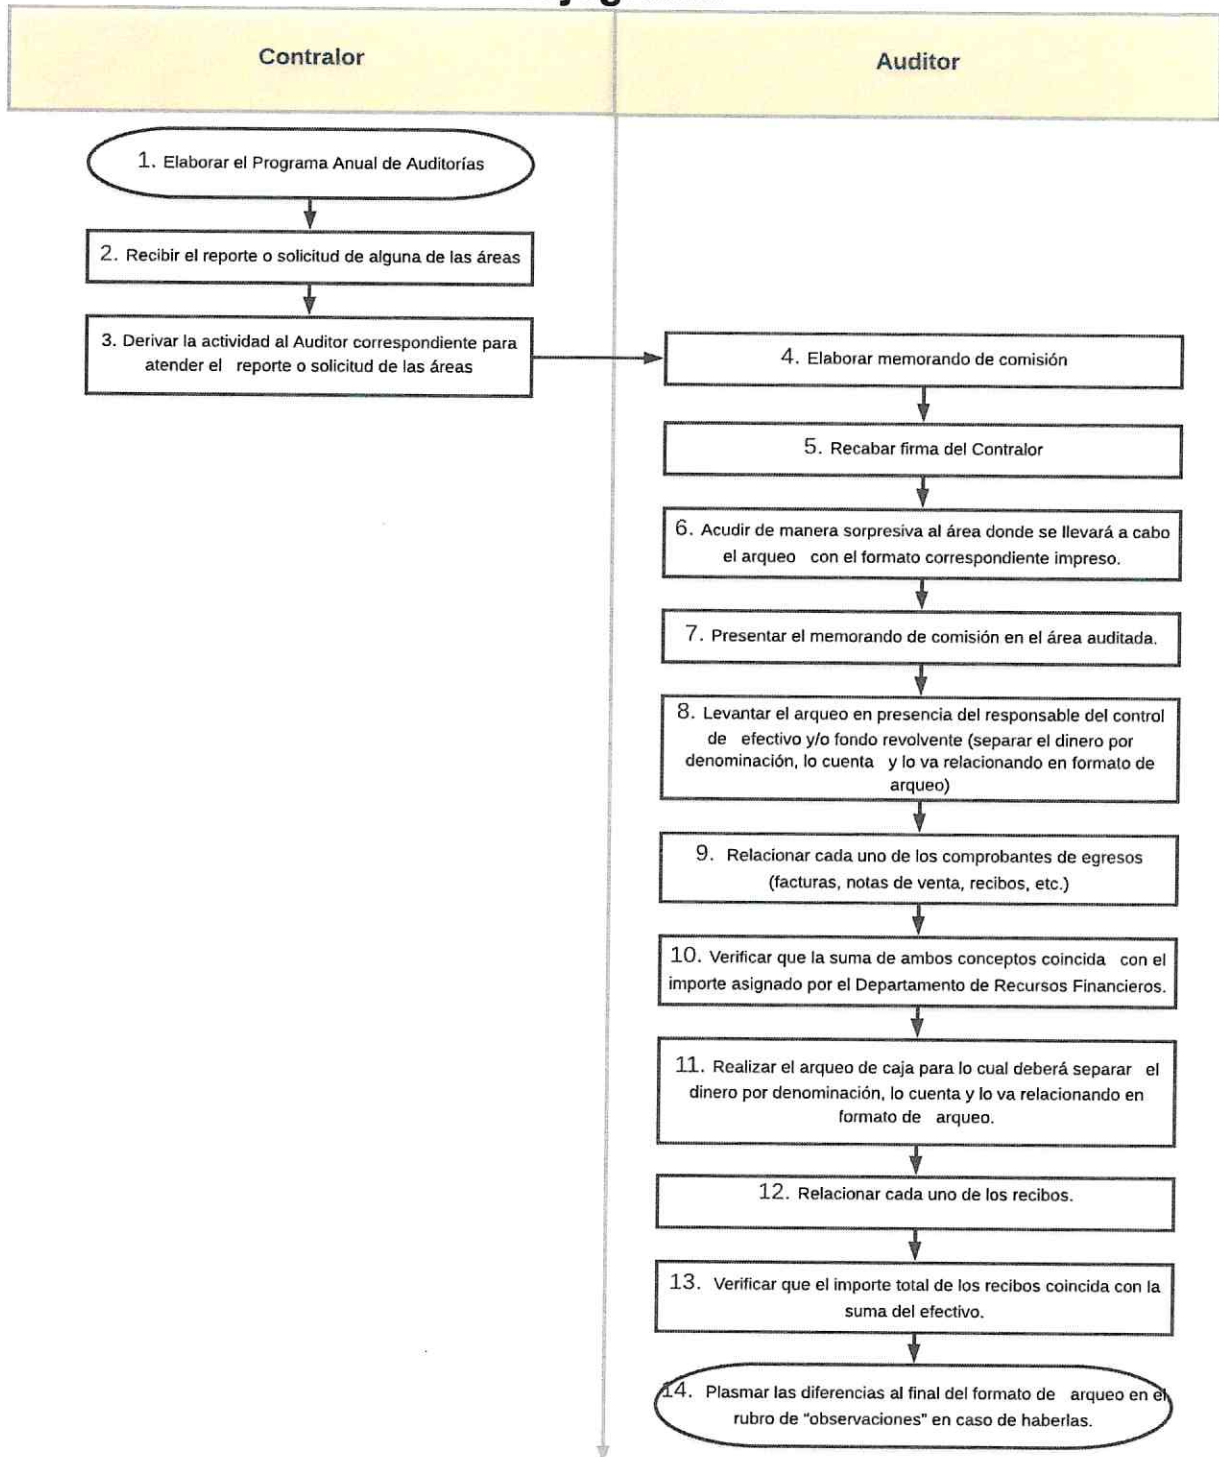 Contralor
Auditor
1. Elaborar el Programa Anual de Auditorías
2. Recibir el reporte o solicitud de alguna de las áreas
3. Derivar la actividad al Auditor correspondiente para
atender el reporte o solicitud de las áreas
4. Elaborar memorando de comisión
5. Recabar firma del Contralor
6. Acudir de manera sorpresiva al área donde se llevará a cabo
el arqueo con el formato correspondiente impreso.
7. Presentar el memorando de comisión en el área auditada.
8. Levantar el arqueo en presencia del responsable del control
de efectivo y/o fondo revolvente (separar el dinero por
denominación, lo cuenta y lo va relacionando en formato de
arqueo)
9. Relacionar cada uno de los comprobantes de egresos
(facturas, notas de venta, recibos, etc.)
10. Verificar que la suma de ambos conceptos coincida con el
importe asignado por el Departamento de Recursos Financieros.
11. Realizar el arqueo de caja para lo cual deberá separar el
dinero por denominación, lo cuenta y lo va relacionando en
formato de arqueo.
12. Relacionar cada uno de los recibos.
13. Verificar que el importe total de los recibos coincida con la
suma del efectivo.
14. Plasmar las diferencias al final del formato de arqueo en el
rubro de "observaciones" en caso de haberlas.